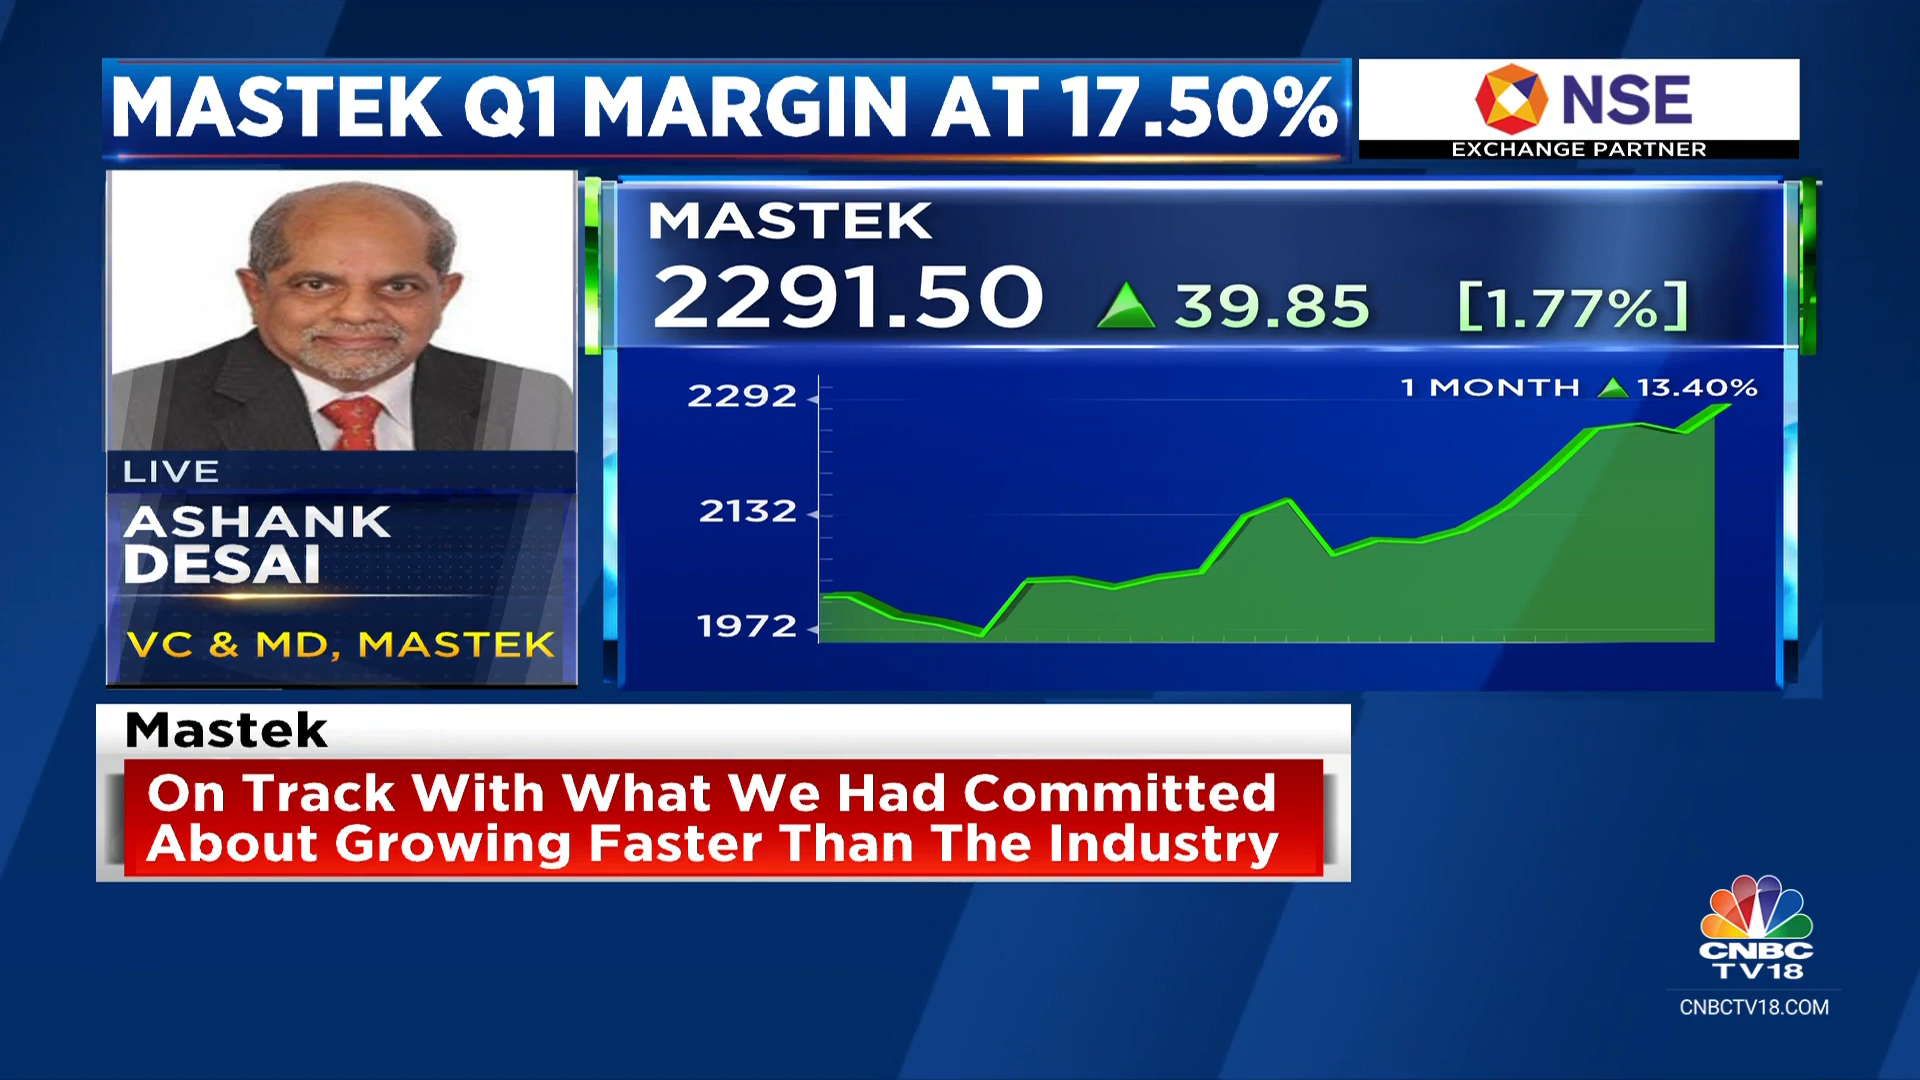 MASTEK Q1 MARGIN AT 17.50%
NSE
EXCHANGE PARTNER
MASTEK
2291.50 ▲ 39.85 [1.77%]
1 MONTH ▲ 13.40%
2292
2132
1972
LIVE
ASHANK
DESAI
VC & MD, MASTEK
Mastek
On Track With What We Had Committed
About Growing Faster Than The Industry
CNBC
TV18
CNBCTV18.COM